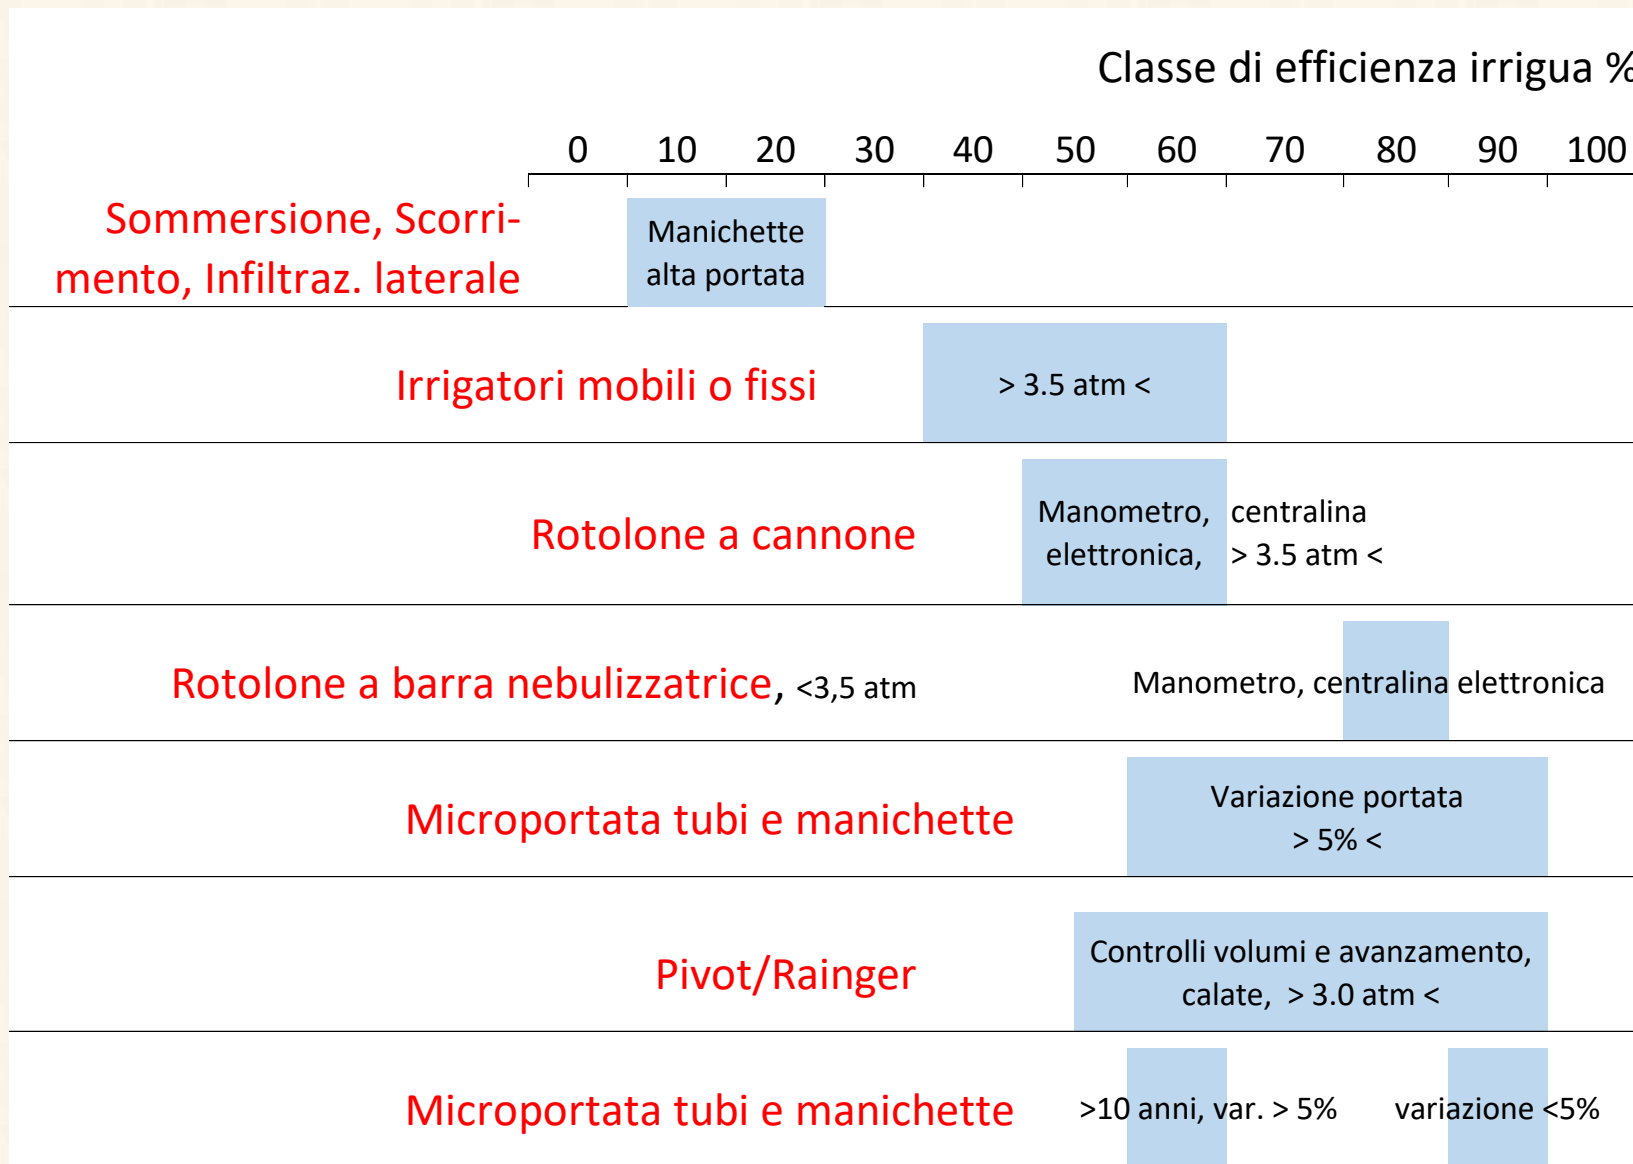 Classe di efficienza irrigua %
0 10 20 30 40 50 60 70 80 90 100
Sommersione, Scorri-
mento, Infiltraz. laterale
Manichette
alta portata
Irrigatori mobili o fissi
> 3.5 atm <
Rotolone a cannone
Manometro, centralina
elettronica, > 3.5 atm <
Rotolone a barra nebulizzatrice, <3,5 atm
Manometro, centralina elettronica
Microportata tubi e manichette
Variazione portata
> 5% <
Pivot/Rainger
Controlli volumi e avanzamento,
calate, > 3.0 atm <
Microportata tubi e manichette
>10 anni, var. > 5%
variazione <5%